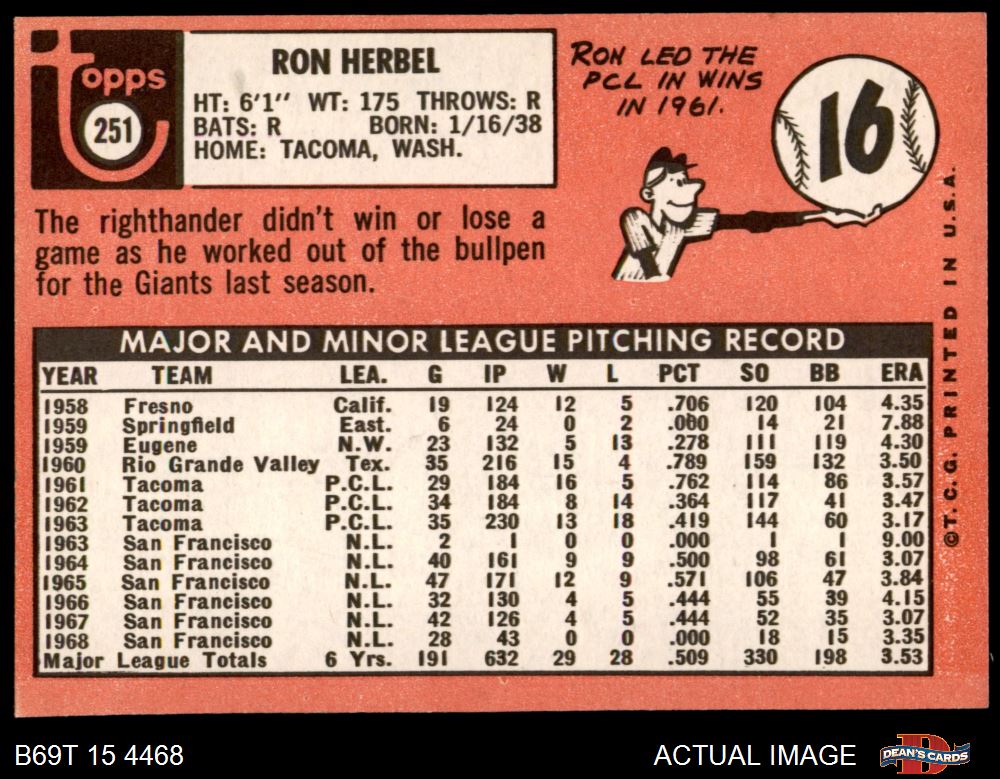 Topps
251
RON HERBEL
HT: 6'1" WT: 175 THROWS: R
BATS: R BORN: 1/16/38
HOME: TACOMA, WASH.
RON LED THE
PCL IN WINS
IN 1961.
16
The righthander didn't win or lose a
game as he worked out of the bullpen
for the Giants last season.
MAJOR AND MINOR LEAGUE PITCHING RECORD
YEAR TEAM LEA. G IP W L PCT SO BB ERA
1958 Fresno Calif. 19 124 12 5 .706 120 104 4.35
1959 Springfield East. 6 24 0 2 .000 14 21 7.88
1959 Eugene N.W. 23 132 5 13 .278 111 119 4.30
1960 Rio Grande Valley Tex. 35 216 15 4 .789 159 132 3.50
1961 Tacoma P.C.L. 29 184 16 5 .762 114 86 3.57
1962 Tacoma P.C.L. 34 184 8 14 .364 117 41 3.47
1963 Tacoma P.C.L. 35 230 13 18 .419 144 60 3.17
1963 San Francisco N.L. 2 1 0 0 .000 1 1 9.00
1964 San Francisco N.L. 40 161 9 9 .500 98 61 3.07
1965 San Francisco N.L. 47 171 12 9 .571 106 47 3.84
1966 San Francisco N.L. 32 130 4 5 .444 55 39 4.15
1967 San Francisco N.L. 42 126 4 5 .444 52 35 3.07
1968 San Francisco N.L. 28 43 0 0 .000 18 15 3.35
Major League Totals 6 Yrs. 191 632 29 28 .509 330 198 3.53
©T.C.G. PRINTED IN U.S.A.
B69T 15 4468
ACTUAL IMAGE
DEAN'S CARDS